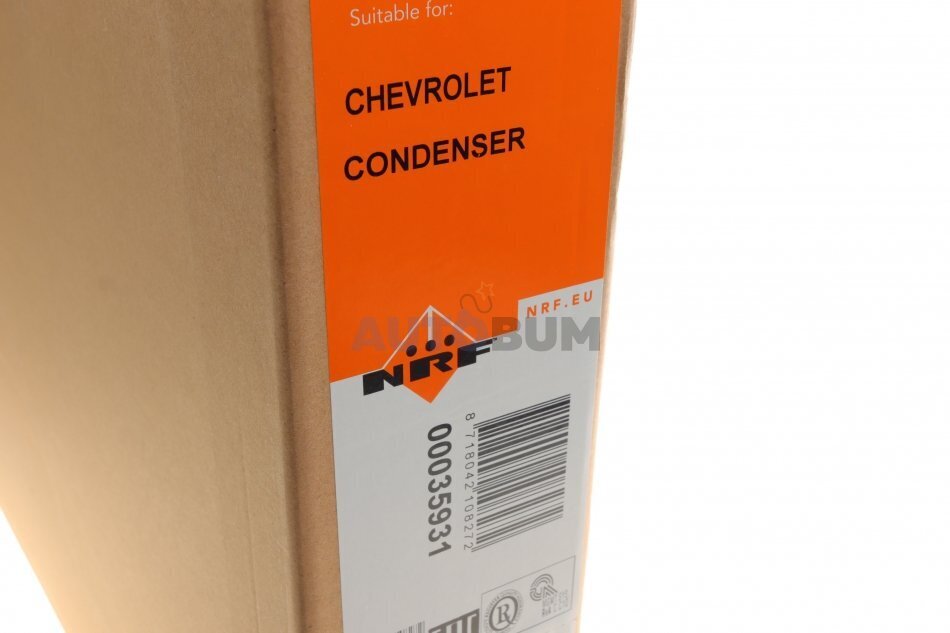 Suitable for:
CHEVROLET
CONDENSER
NRF.EU
AUTOBUM
NRF
8 718042 108272
00035931
R